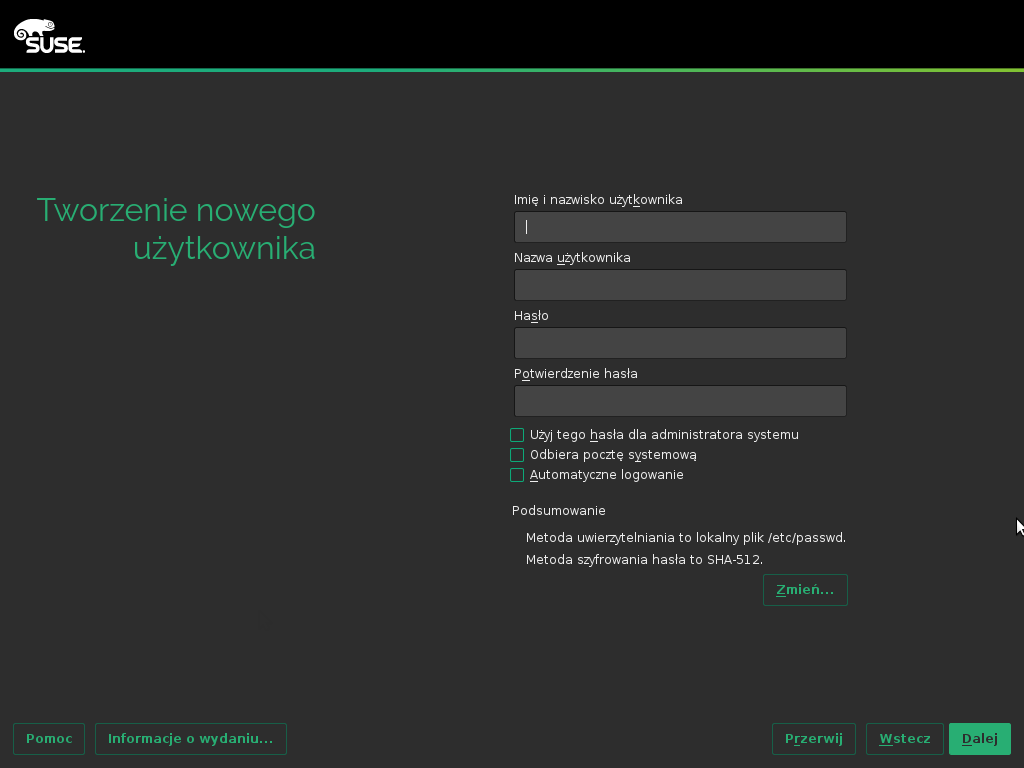 SUSE.
Tworzenie nowego
użytkownika
Imię i nazwisko użytkownika
Nazwa użytkownika
Hasło
Potwierdzenie hasła
Użyj tego hasła dla administratora systemu
Odbiera pocztę systemową
Automatyczne logowanie
Podsumowanie
Metoda uwierzytelniania to lokalny plik /etc/passwd.
Metoda szyfrowania hasła to SHA-512.
Zmień...
Pomoc
Informacje o wydaniu...
Przerwij
Wstecz
Dalej